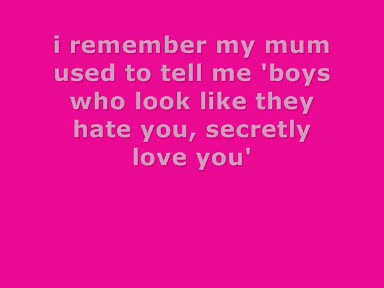 i remember my mum
used to tell me 'boys
who look like they
hate you, secretly
love you'